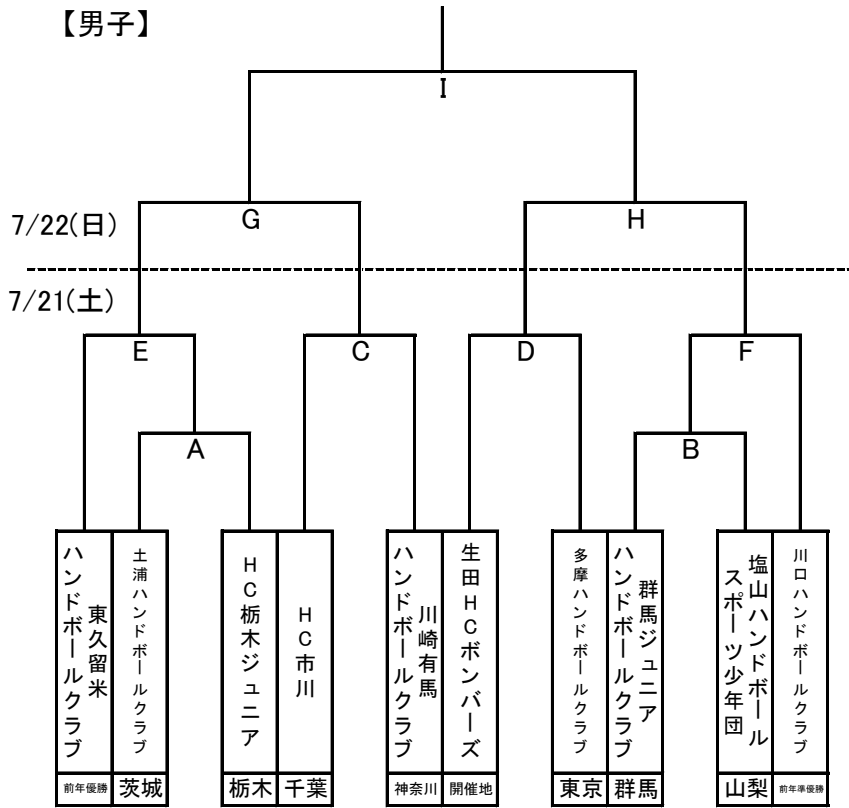 【男子】
I
G
H
7/22(日)
7/21(土)
E
C
D
F
A
B
東久留米
ハンドボールクラブ
土浦ハンドボールクラブ
HC栃木ジュニア
HC市川
川崎有馬
ハンドボールクラブ
生田HCボンバーズ
多摩ハンドボールクラブ
群馬ジュニア
ハンドボールクラブ
塩山ハンドボール
スポーツ少年団
川口ハンドボールクラブ
前年優勝
茨城
栃木
千葉
神奈川
開催地
東京
群馬
山梨
前年準優勝